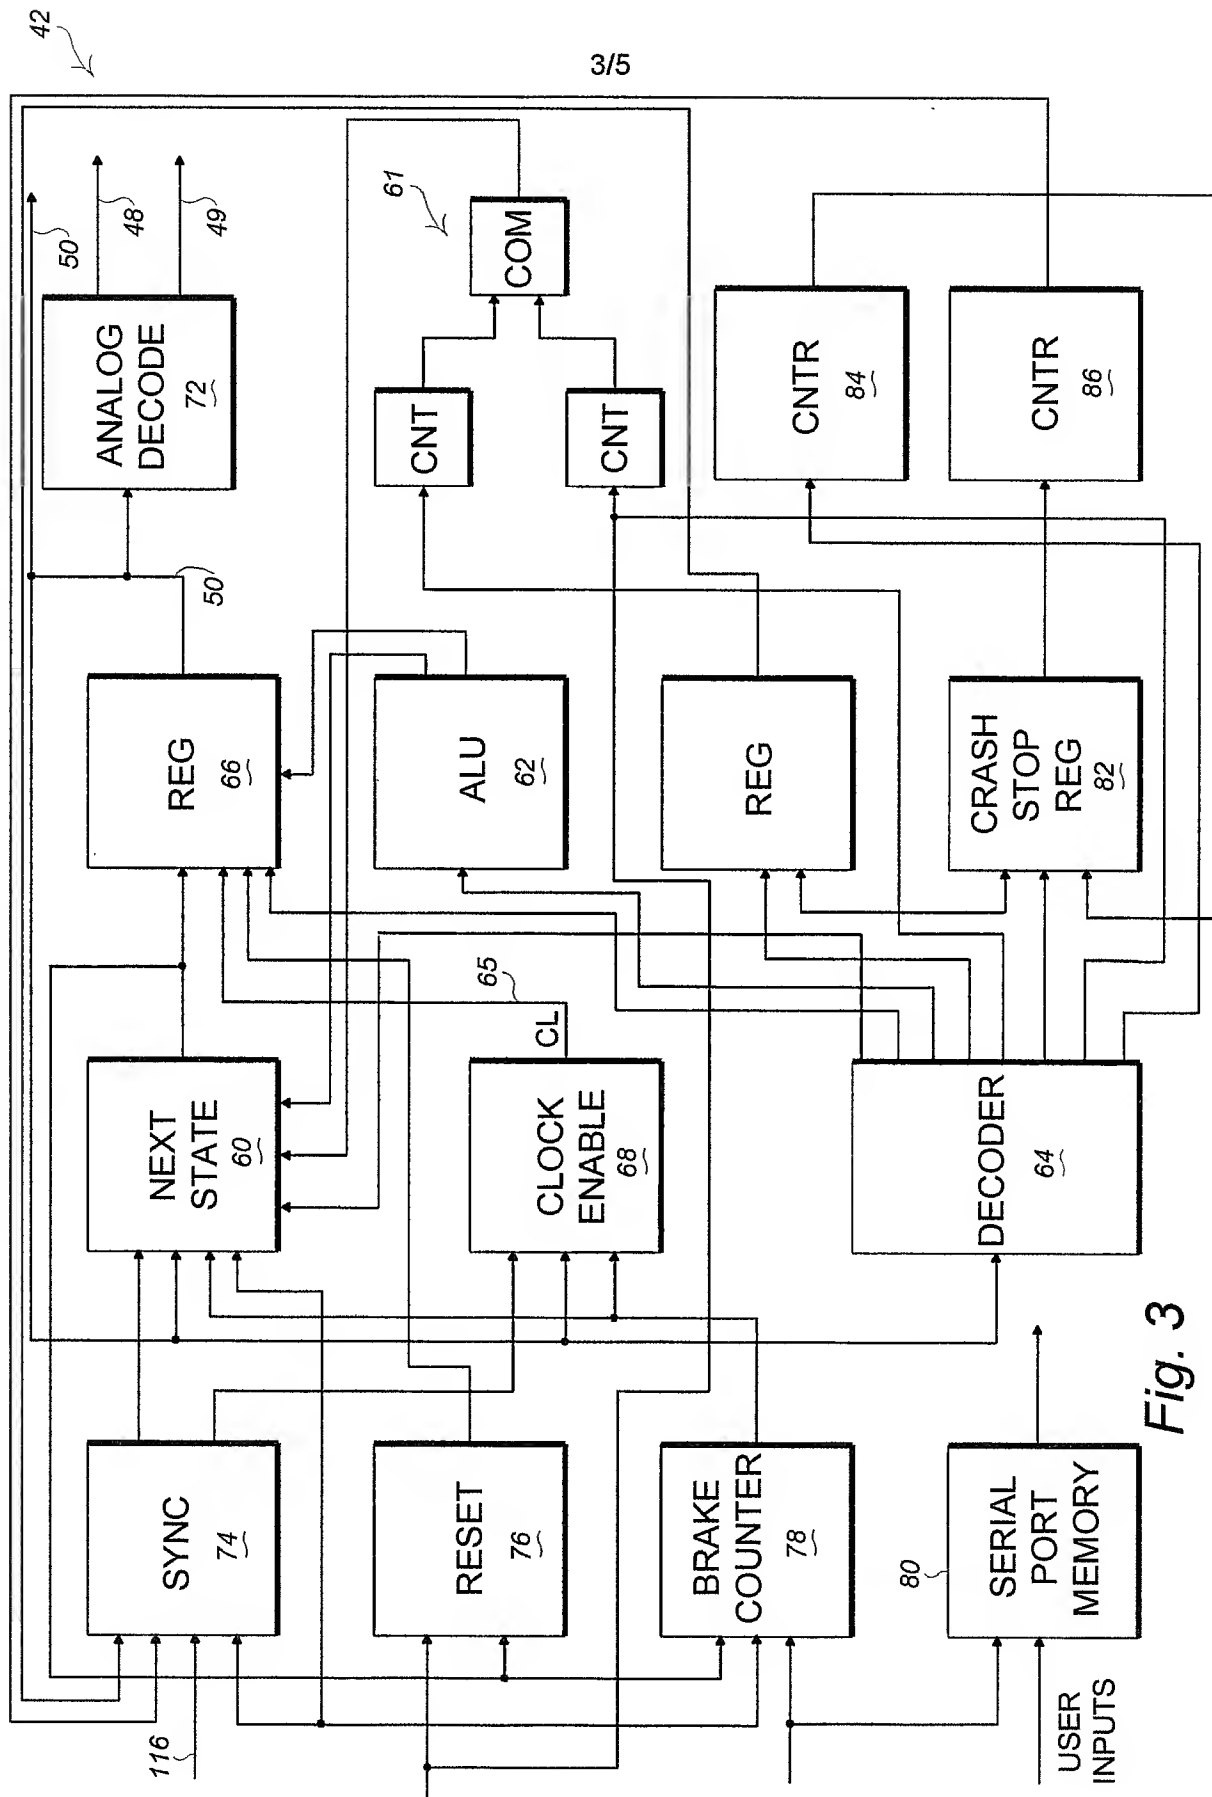 3/5
42
50
48
49
ANALOG
DECODE
72
61
COM
CNT
CNT
CNTR
84
CNTR
86
50
REG
66
ALU
62
REG
CRASH
STOP
REG
82
65
CL
NEXT
STATE
60
CLOCK
ENABLE
68
DECODER
64
SYNC
74
RESET
76
BRAKE
COUNTER
78
80
SERIAL
PORT
MEMORY
116
USER
INPUTS
Fig. 3